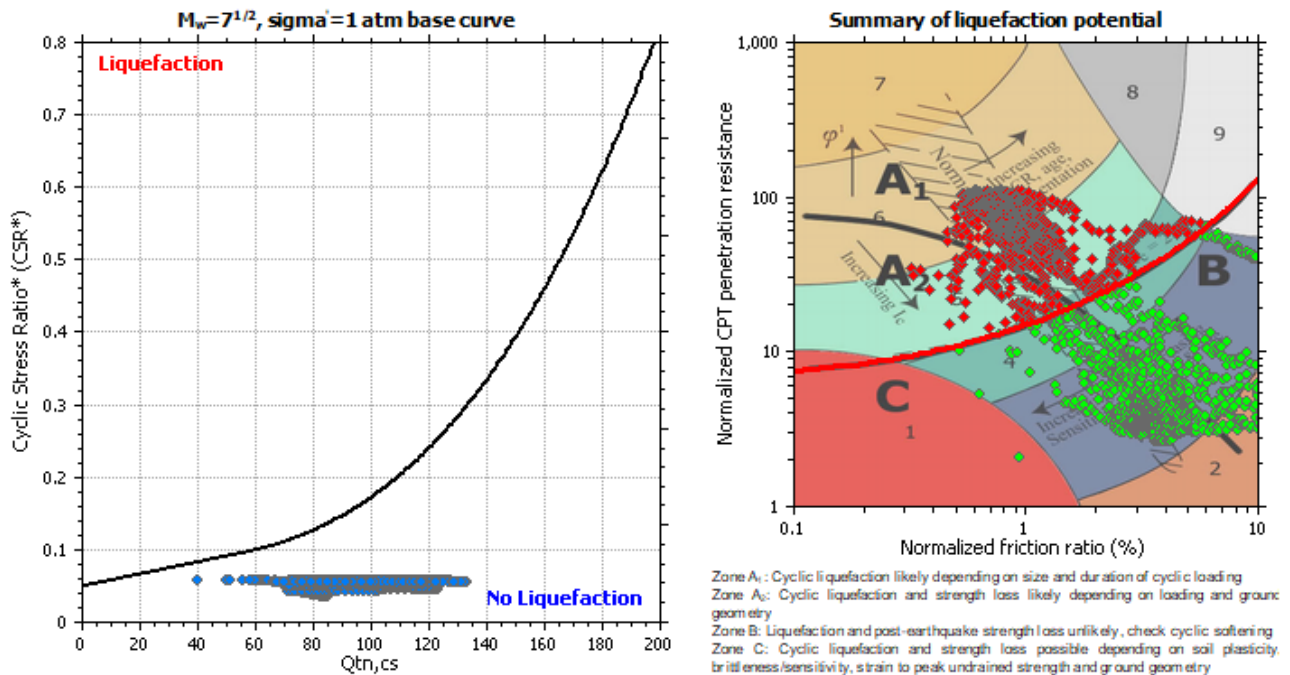 M_w=7^1/2, sigma'=1 atm base curve
Cyclic Stress Ratio* (CSR*)
0.8
0.7
0.6
0.5
0.4
0.3
0.2
0.1
0
Liquefaction
No Liquefaction
0 20 40 60 80 100 120 140 160 180 200
Qtn,cs
Summary of liquefaction potential
Normalized CPT penetration resistance
1,000
100
10
1
7
8
9
φ'
Increasing
age,
A₁
6
A₂
Increasing I_c
B
4
C
1
2
0.1 1 10
Normalized friction ratio (%)
Zone A₁: Cyclic liquefaction likely depending on size and duration of cyclic loading
Zone A₂: Cyclic liquefaction and strength loss likely depending on loading and ground
geometry
Zone B: Liquefaction and post-earthquake strength loss unlikely, check cyclic softening
Zone C: Cyclic liquefaction and strength loss possible depending on soil plasticity,
brittleness/sensitivity, strain to peak undrained strength and ground geometry